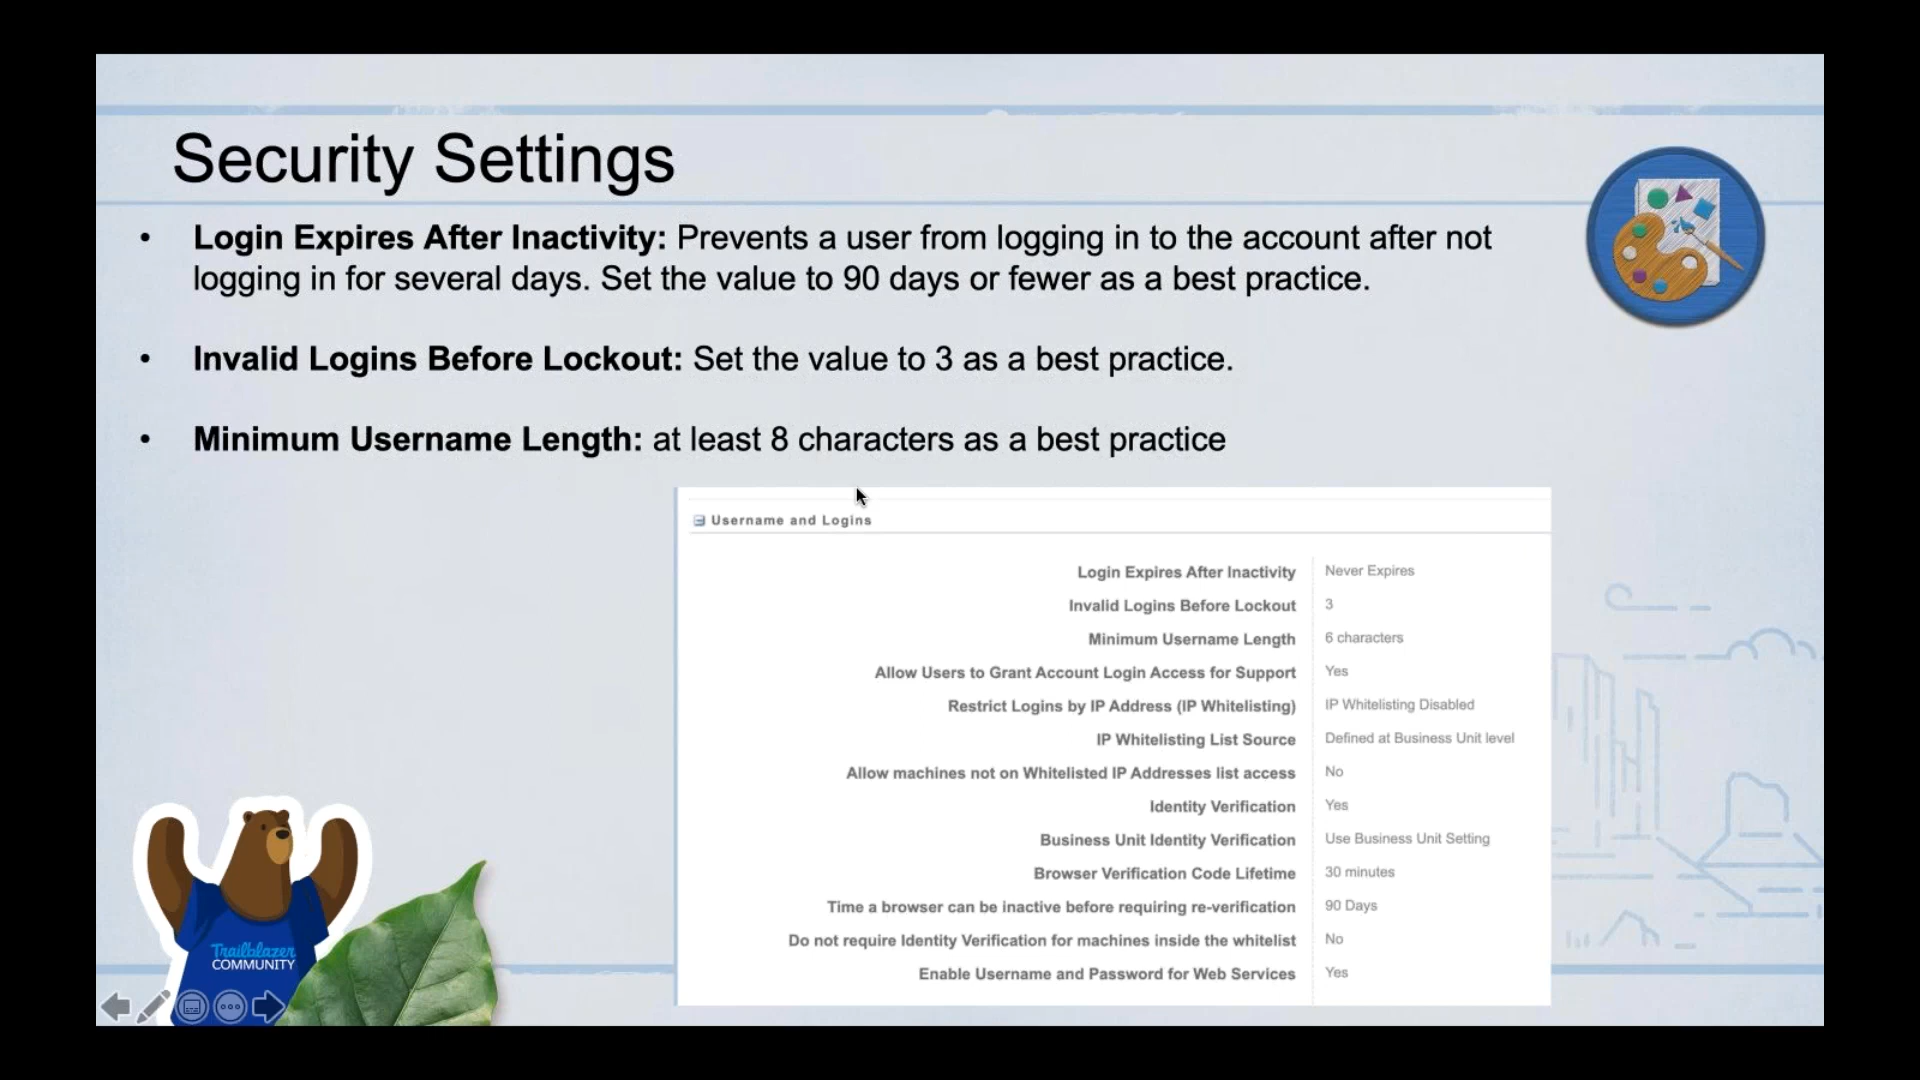 Security Settings
• Login Expires After Inactivity: Prevents a user from logging in to the account after not
logging in for several days. Set the value to 90 days or fewer as a best practice.
• Invalid Logins Before Lockout: Set the value to 3 as a best practice.
• Minimum Username Length: at least 8 characters as a best practice
Username and Logins
Login Expires After Inactivity Never Expires
Invalid Logins Before Lockout 3
Minimum Username Length 6 characters
Allow Users to Grant Account Login Access for Support Yes
Restrict Logins by IP Address (IP Whitelisting) IP Whitelisting Disabled
IP Whitelisting List Source Defined at Business Unit level
Allow machines not on Whitelisted IP Addresses list access No
Identity Verification Yes
Business Unit Identity Verification Use Business Unit Setting
Browser Verification Code Lifetime 30 minutes
Time a browser can be inactive before requiring re-verification 90 Days
Do not require Identity Verification for machines inside the whitelist No
Enable Username and Password for Web Services Yes
Trailblazer
COMMUNITY